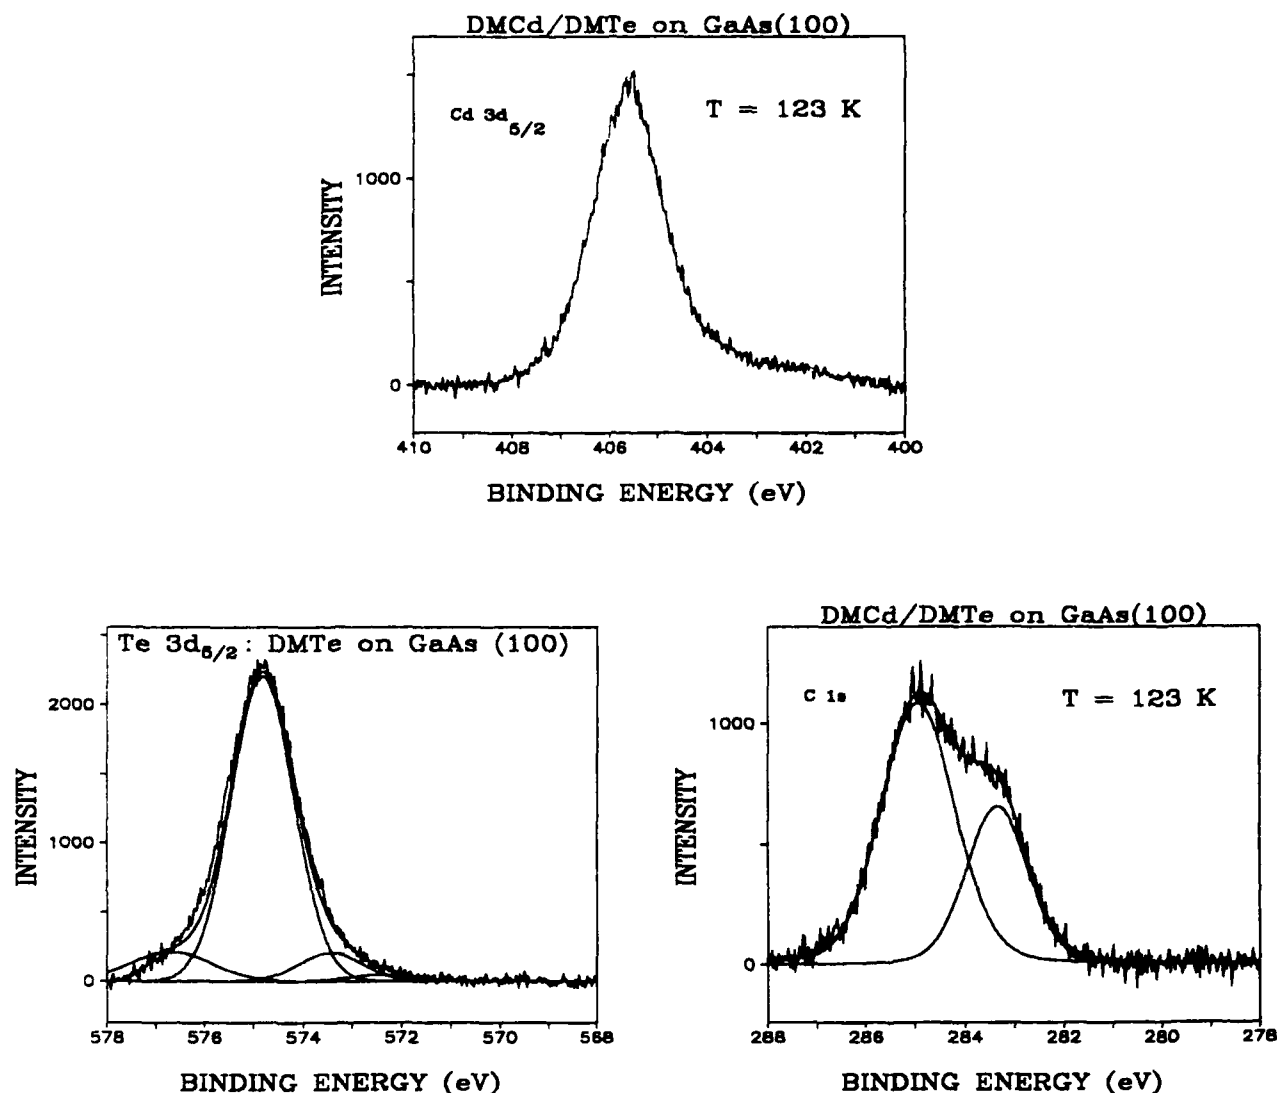 DMCd/DMTe on GaAs(100)
Cd 3d5/2
T = 123 K
1000
0
INTENSITY
410 408 406 404 402 400
BINDING ENERGY (eV)
Te 3d5/2: DMTe on GaAs (100)
2000
1000
0
INTENSITY
578 576 574 572 570 568
BINDING ENERGY (eV)
DMCd/DMTe on GaAs(100)
C 1s
T = 123 K
1000
0
INTENSITY
288 286 284 282 280 278
BINDING ENERGY (eV)